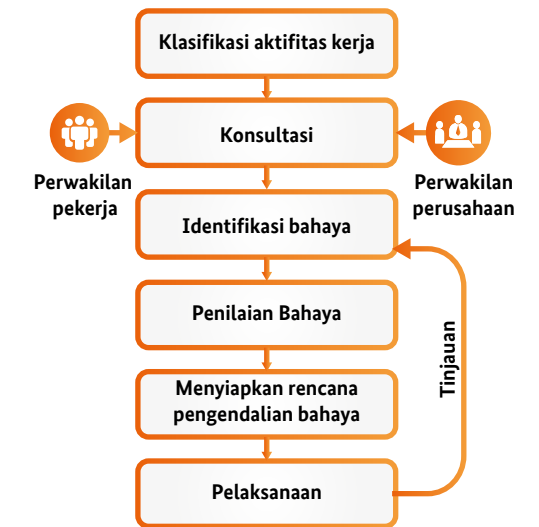 Klasifikasi aktifitas kerja
Konsultasi
Perwakilan
pekerja
Perwakilan
perusahaan
Identifikasi bahaya
Penilaian Bahaya
Menyiapkan rencana
pengendalian bahaya
Pelaksanaan
Tinjauan